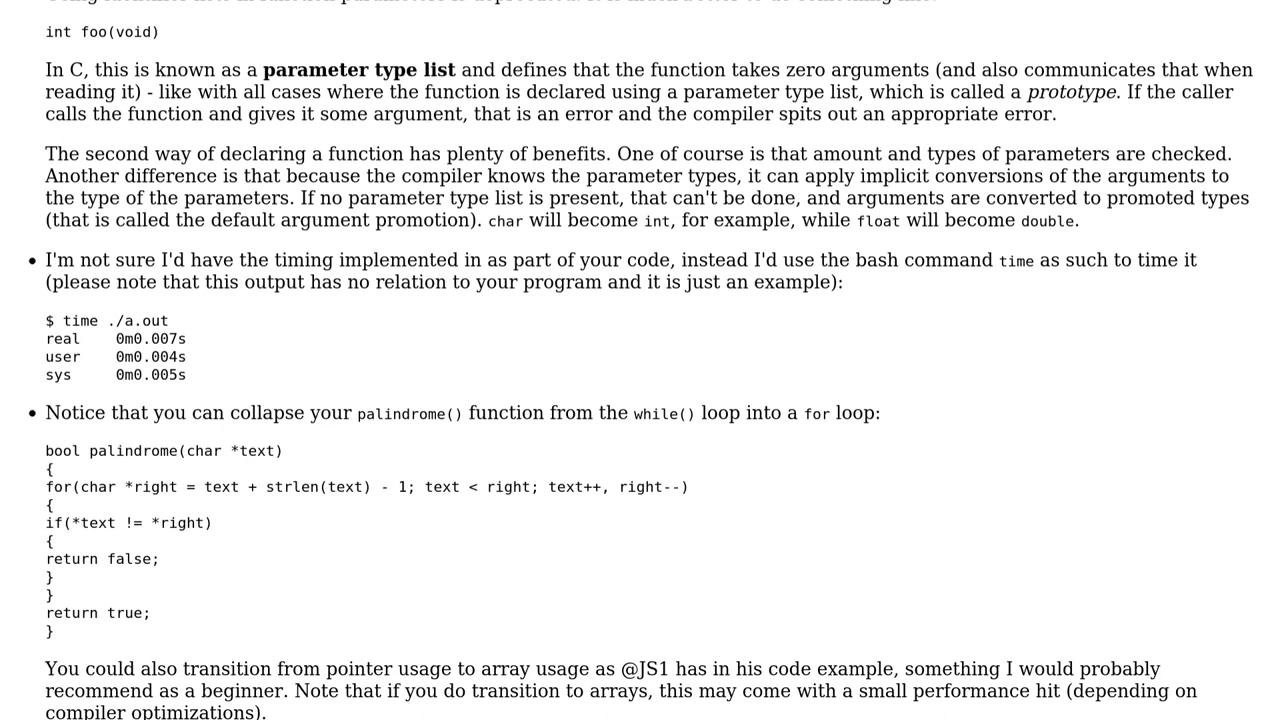 int foo(void)
In C, this is known as a parameter type list and defines that the function takes zero arguments (and also communicates that when
reading it) - like with all cases where the function is declared using a parameter type list, which is called a prototype. If the caller
calls the function and gives it some argument, that is an error and the compiler spits out an appropriate error.
The second way of declaring a function has plenty of benefits. One of course is that amount and types of parameters are checked.
Another difference is that because the compiler knows the parameter types, it can apply implicit conversions of the arguments to
the type of the parameters. If no parameter type list is present, that can't be done, and arguments are converted to promoted types
(that is called the default argument promotion). char will become int, for example, while float will become double.
• I'm not sure I'd have the timing implemented in as part of your code, instead I'd use the bash command time as such to time it
(please note that this output has no relation to your program and it is just an example):
$ time ./a.out
real    0m0.007s
user    0m0.004s
sys     0m0.005s
• Notice that you can collapse your palindrome() function from the while() loop into a for loop:
bool palindrome(char *text)
{
for(char *right = text + strlen(text) - 1; text < right; text++, right--)
{
if(*text != *right)
{
return false;
}
}
return true;
}
You could also transition from pointer usage to array usage as @JS1 has in his code example, something I would probably
recommend as a beginner. Note that if you do transition to arrays, this may come with a small performance hit (depending on
compiler optimizations).